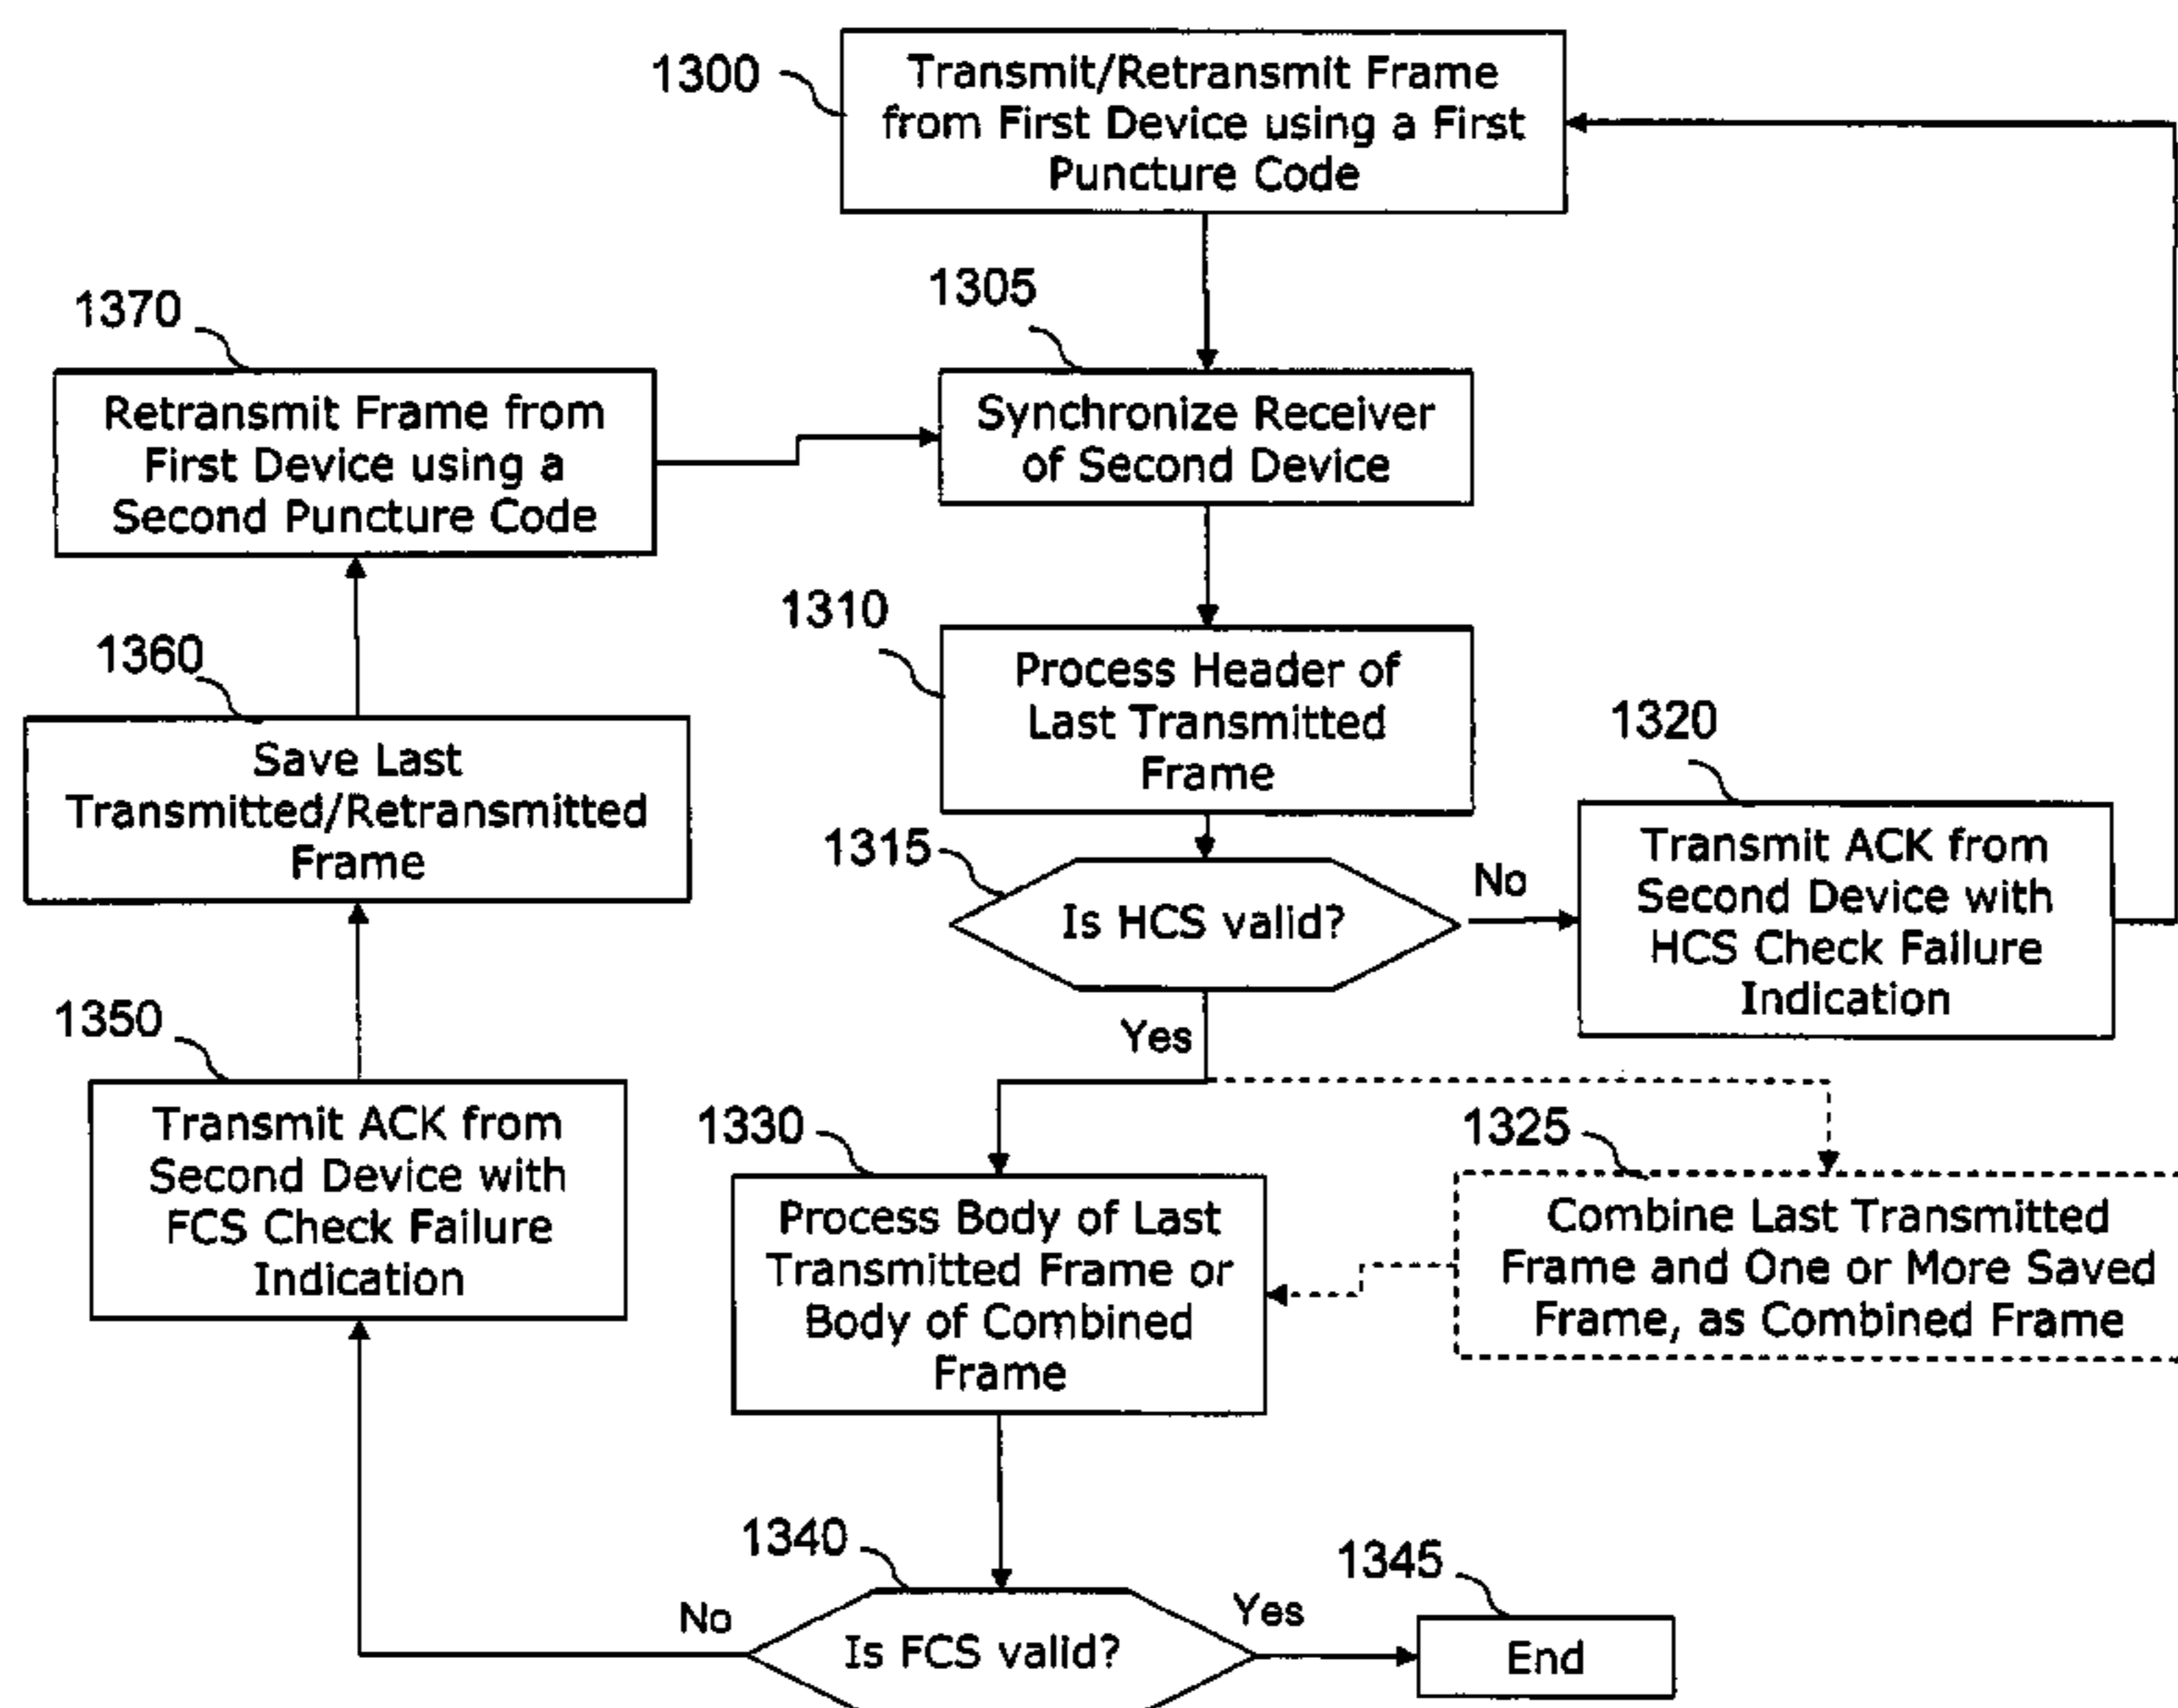 1300
Transmit/Retransmit Frame
from First Device using a First
Puncture Code
1305
Synchronize Receiver
of Second Device
1370
Retransmit Frame from
First Device using a
Second Puncture Code
1310
Process Header of
Last Transmitted
Frame
1360
Save Last
Transmitted/Retransmitted
Frame
1315
Is HCS valid?
No
Yes
1320
Transmit ACK from
Second Device with
HCS Check Failure
Indication
1350
Transmit ACK from
Second Device with
FCS Check Failure
Indication
1330
Process Body of Last
Transmitted Frame or
Body of Combined
Frame
1325
Combine Last Transmitted
Frame and One or More Saved
Frame, as Combined Frame
1340
Is FCS valid?
No
Yes
1345
End